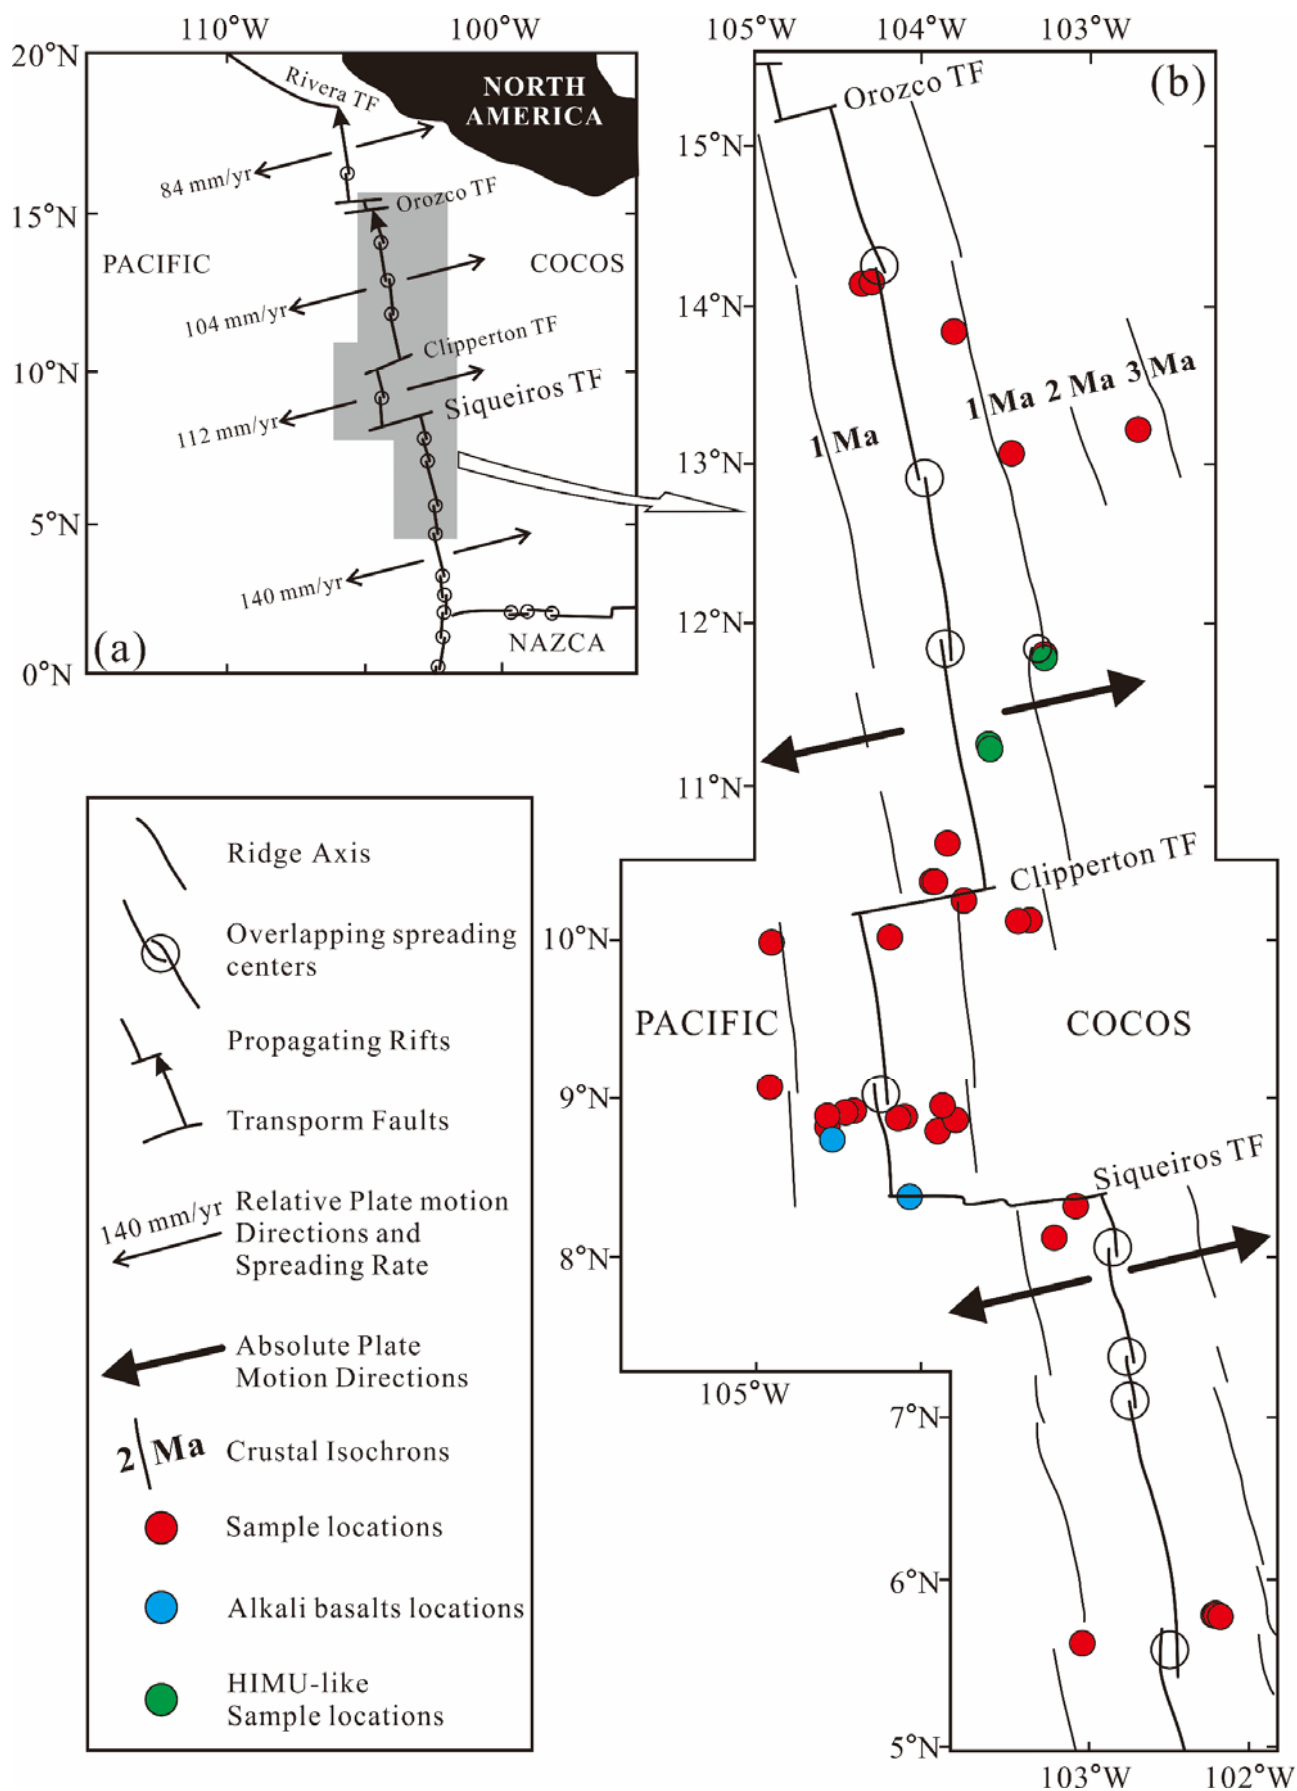 110°W
100°W
20°N
15°N
10°N
5°N
0°N
Rivera TF
NORTH
AMERICA
84 mm/yr
Orozco TF
PACIFIC
COCOS
104 mm/yr
Clipperton TF
Siqueiros TF
112 mm/yr
140 mm/yr
NAZCA
(a)
105°W
104°W
103°W
(b)
Orozco TF
15°N
14°N
1 Ma
1 Ma 2 Ma 3 Ma
13°N
12°N
11°N
Clipperton TF
10°N
PACIFIC
COCOS
9°N
Siqueiros TF
8°N
105°W
7°N
6°N
5°N
103°W
102°W
Ridge Axis
Overlapping spreading
centers
Propagating Rifts
Transporm Faults
140 mm/yr
Relative Plate motion
Directions and
Spreading Rate
Absolute Plate
Motion Directions
2 Ma
Crustal Isochrons
Sample locations
Alkali basalts locations
HIMU-like
Sample locations